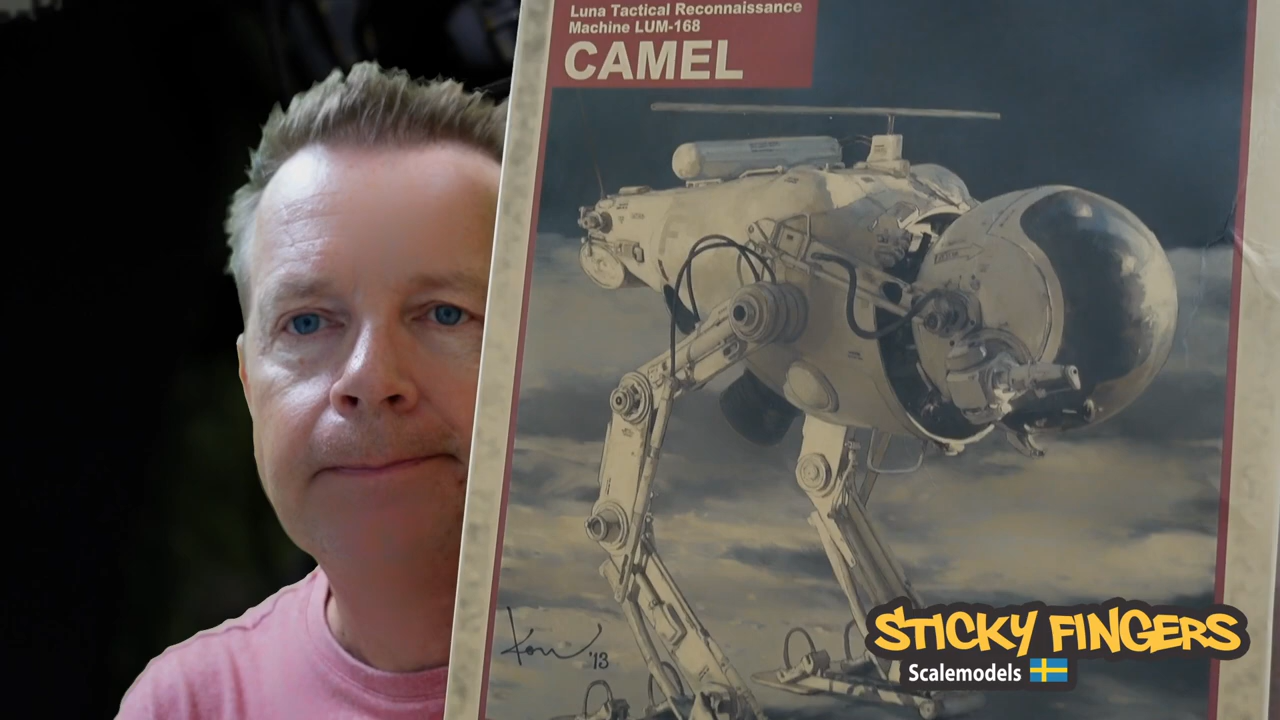 Luna Tactical Reconnaissance
Machine LUM-168
CAMEL
'13
STICKY FINGERS
Scalemodels